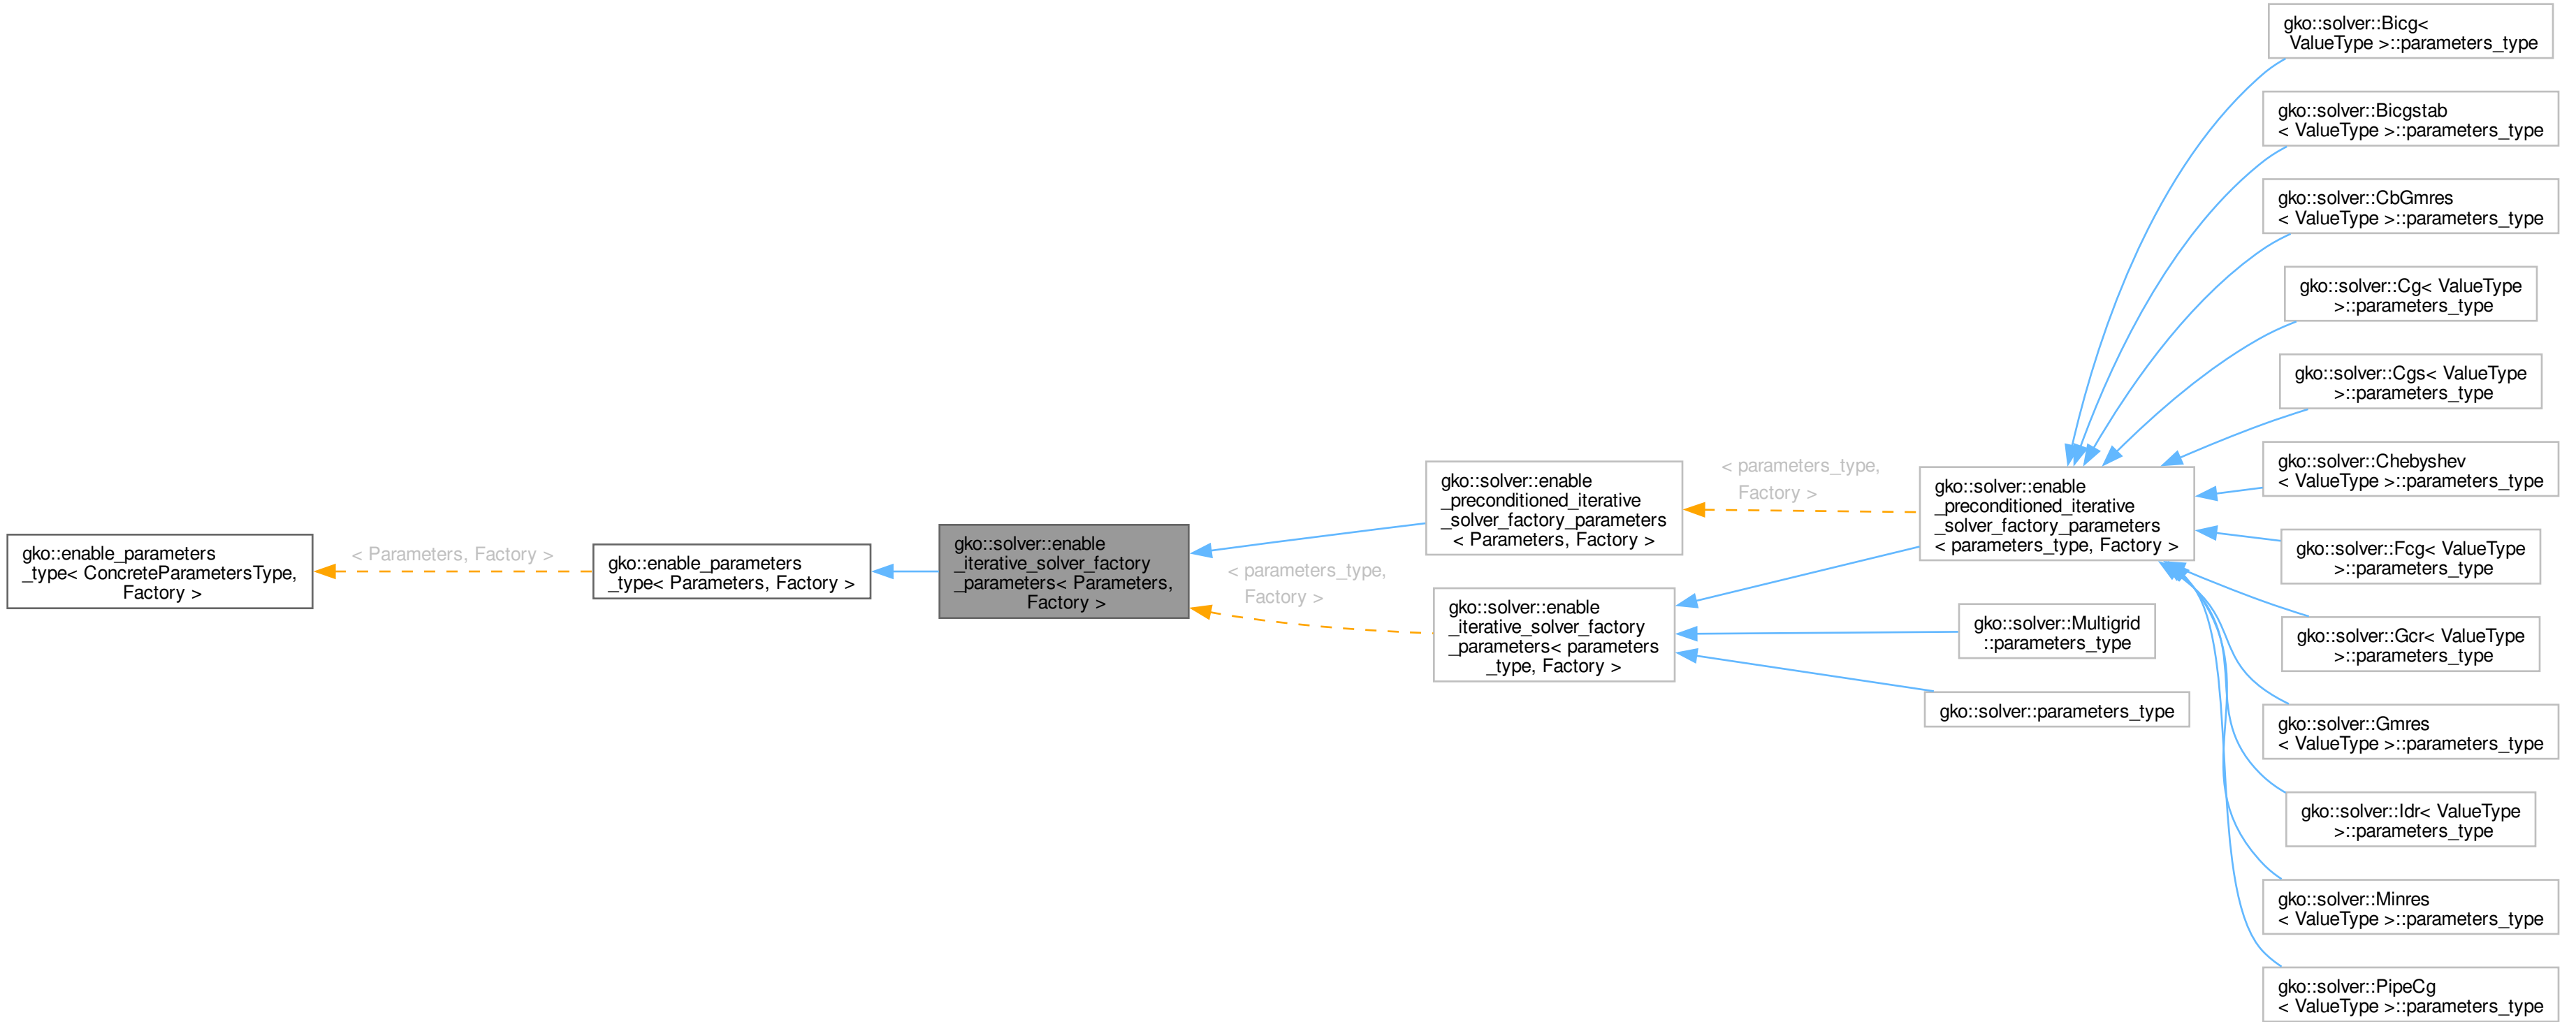 gko::enable_parameters
_type< ConcreteParametersType,
Factory >
< Parameters, Factory >
gko::enable_parameters
_type< Parameters, Factory >
gko::solver::enable
_iterative_solver_factory
_parameters< Parameters,
Factory >
gko::solver::enable
_preconditioned_iterative
_solver_factory_parameters
< Parameters, Factory >
< parameters_type,
Factory >
gko::solver::enable
_iterative_solver_factory
_parameters< parameters
_type, Factory >
< parameters_type,
Factory >
gko::solver::enable
_preconditioned_iterative
_solver_factory_parameters
< parameters_type, Factory >
gko::solver::Multigrid
::parameters_type
gko::solver::parameters_type
gko::solver::Bicg<
ValueType >::parameters_type
gko::solver::Bicgstab
< ValueType >::parameters_type
gko::solver::CbGmres
< ValueType >::parameters_type
gko::solver::Cg< ValueType
>::parameters_type
gko::solver::Cgs< ValueType
>::parameters_type
gko::solver::Chebyshev
< ValueType >::parameters_type
gko::solver::Fcg< ValueType
>::parameters_type
gko::solver::Gcr< ValueType
>::parameters_type
gko::solver::Gmres
< ValueType >::parameters_type
gko::solver::Idr< ValueType
>::parameters_type
gko::solver::Minres
< ValueType >::parameters_type
gko::solver::PipeCg
< ValueType >::parameters_type